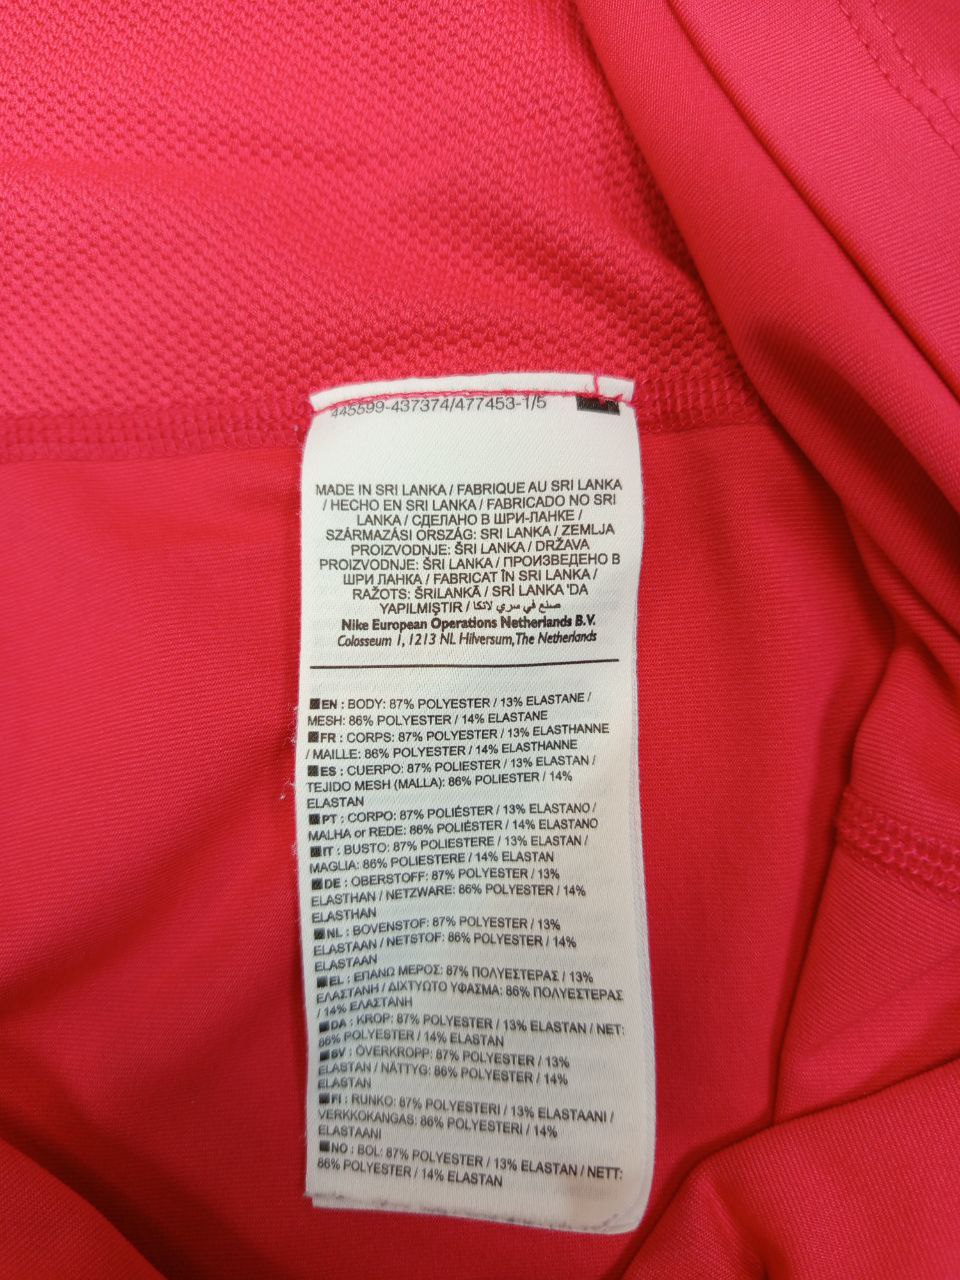 445599-437374/477453-1/5
MADE IN SRI LANKA / FABRIQUE AU SRI LANKA
/ HECHO EN SRI LANKA / FABRICADO NO SRI
LANKA / СДЕЛАНО В ШРИ-ЛАНКЕ /
SZÁRMAZÁSI ORSZÁG: SRI LANKA / ZEMLJA
PROIZVODNJE: ŠRI LANKA / DRŽAVA
PROIZVODNJE: ŠRI LANKA / ПРОИЗВЕДЕНО В
ШРИ ЛАНКА / FABRICAT ÎN SRI LANKA /
RAŽOTS: ŠRILANKĀ / SRİ LANKA 'DA
YAPILMIŞTIR / صنع في سري لانكا
Nike European Operations Netherlands B.V.
Colosseum 1, 1213 NL Hilversum, The Netherlands
EN : BODY: 87% POLYESTER / 13% ELASTANE /
MESH: 86% POLYESTER / 14% ELASTANE
FR : CORPS: 87% POLYESTER / 13% ELASTHANNE
/ MAILLE: 86% POLYESTER / 14% ELASTHANNE
ES : CUERPO: 87% POLIESTER / 13% ELASTAN /
TEJIDO MESH (MALLA): 86% POLIESTER / 14%
ELASTAN
PT : CORPO: 87% POLIÉSTER / 13% ELASTANO /
MALHA or REDE: 86% POLIÉSTER / 14% ELASTANO
IT : BUSTO: 87% POLIESTERE / 13% ELASTAN /
MAGLIA: 86% POLIESTERE / 14% ELASTAN
DE : OBERSTOFF: 87% POLYESTER / 13%
ELASTHAN / NETZWARE: 86% POLYESTER / 14%
ELASTHAN
NL : BOVENSTOF: 87% POLYESTER / 13%
ELASTAAN / NETSTOF: 86% POLYESTER / 14%
ELASTAAN
EL : ΕΠΑΝΩ ΜΕΡΟΣ: 87% ΠΟΛΥΕΣΤΕΡΑΣ / 13%
ΕΛΑΣΤΑΝΗ / ΔΙΧΤΥΩΤΟ ΥΦΑΣΜΑ: 86% ΠΟΛΥΕΣΤΕΡΑΣ
/ 14% ΕΛΑΣΤΑΝΗ
DA : KROP: 87% POLYESTER / 13% ELASTAN / NET:
86% POLYESTER / 14% ELASTAN
SV : ÖVERKROPP: 87% POLYESTER / 13%
ELASTAN / NÄTTYG: 86% POLYESTER / 14%
ELASTAN
FI : RUNKO: 87% POLYESTERI / 13% ELASTAANI /
VERKKOKANGAS: 86% POLYESTERI / 14%
ELASTAANI
NO : BOL: 87% POLYESTER / 13% ELASTAN / NETT:
86% POLYESTER / 14% ELASTAN